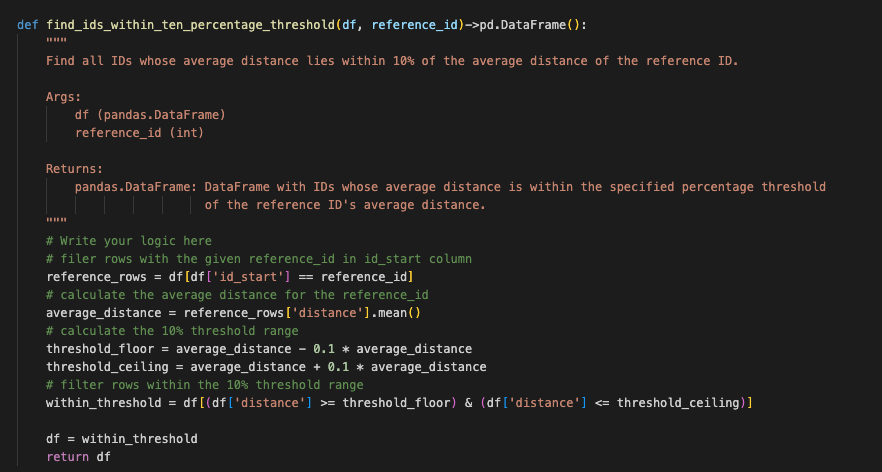 def find_ids_within_ten_percentage_threshold(df, reference_id)->pd.DataFrame():
"""
Find all IDs whose average distance lies within 10% of the average distance of the reference ID.
Args:
df (pandas.DataFrame)
reference_id (int)
Returns:
pandas.DataFrame: DataFrame with IDs whose average distance is within the specified percentage threshold
of the reference ID's average distance.
"""
# Write your logic here
# filer rows with the given reference_id in id_start column
reference_rows = df[df['id_start'] == reference_id]
# calculate the average distance for the reference_id
average_distance = reference_rows['distance'].mean()
# calculate the 10% threshold range
threshold_floor = average_distance - 0.1 * average_distance
threshold_ceiling = average_distance + 0.1 * average_distance
# filter rows within the 10% threshold range
within_threshold = df[(df['distance'] >= threshold_floor) & (df['distance'] <= threshold_ceiling)]
df = within_threshold
return df